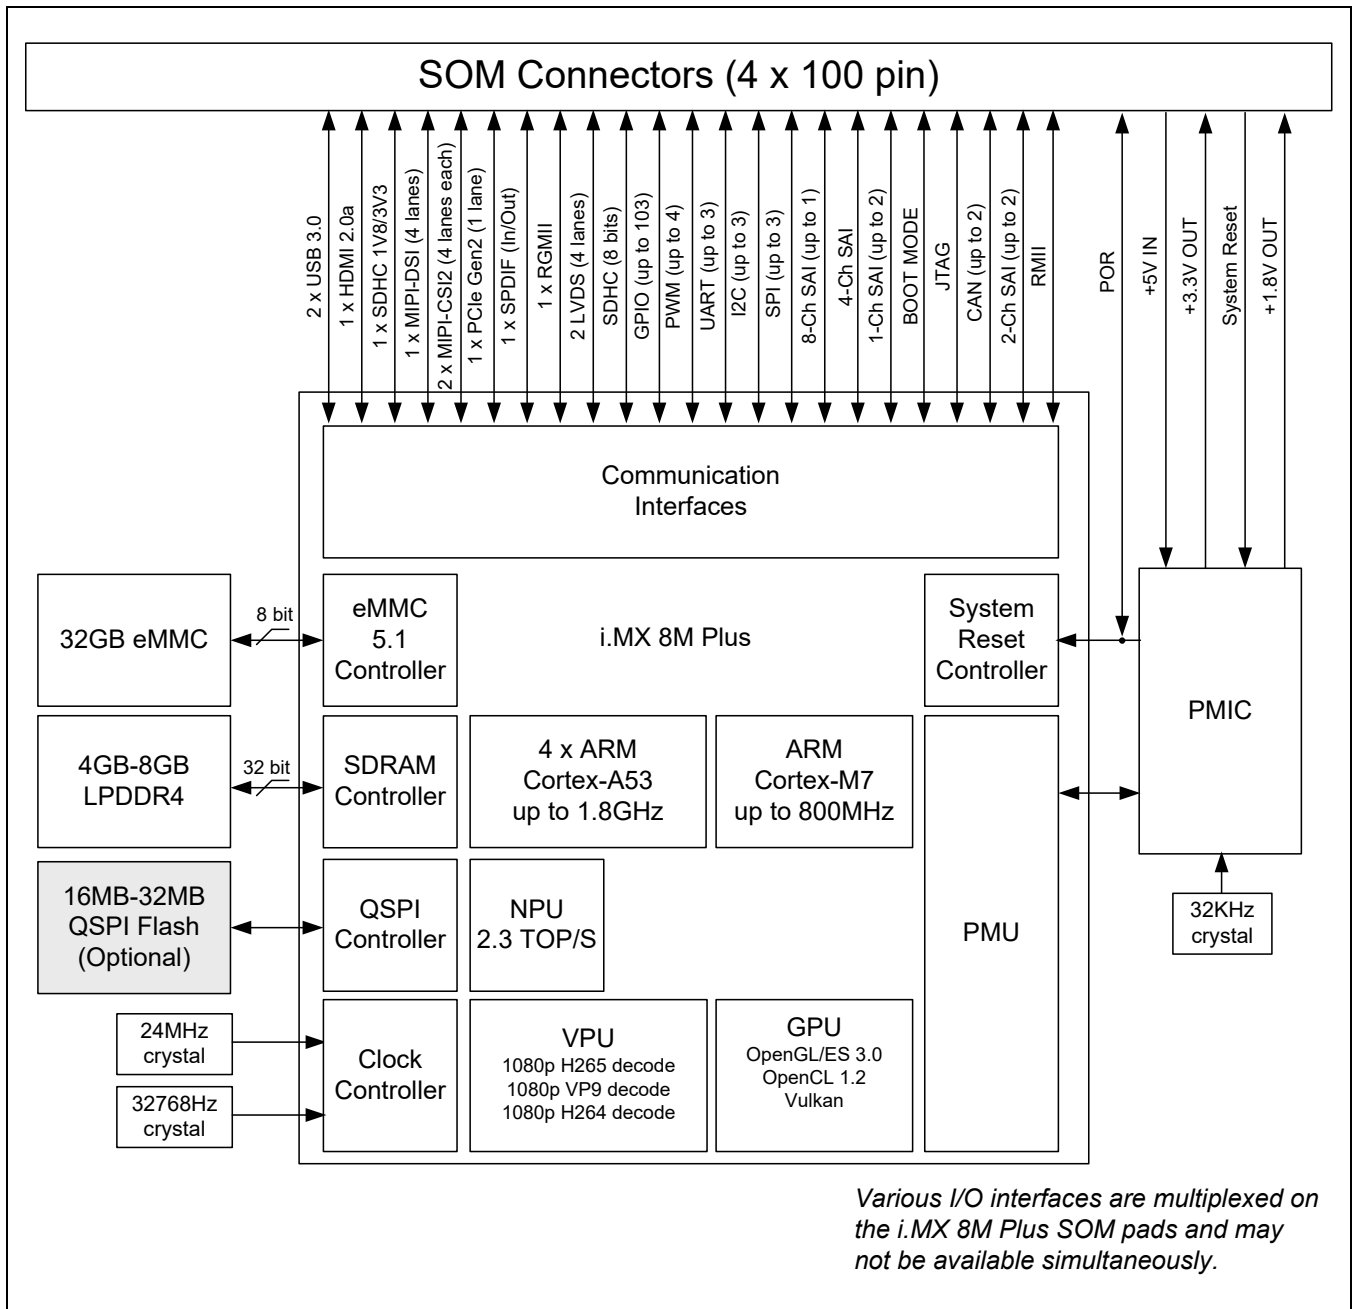 SOM Connectors (4 x 100 pin)
2 x USB 3.0
1 x HDMI 2.0a
1 x SDHC 1V8/3V3
1 x MIPI-DSI (4 lanes)
2 x MIPI-CSI2 (4 lanes each)
1 x PCIe Gen2 (1 lane)
1 x SPDIF (In/Out)
1 x RGMII
2 LVDS (4 lanes)
SDHC (8 bits)
GPIO (up to 103)
PWM (up to 4)
UART (up to 3)
I2C (up to 3)
SPI (up to 3)
8-Ch SAI (up to 1)
4-Ch SAI
1-Ch SAI (up to 2)
BOOT MODE
JTAG
CAN (up to 2)
2-Ch SAI (up to 2)
RMII
POR
+5V IN
+3.3V OUT
System Reset
+1.8V OUT
Communication
Interfaces
32GB eMMC
8 bit
eMMC
5.1
Controller
i.MX 8M Plus
System
Reset
Controller
PMIC
4GB-8GB
LPDDR4
32 bit
SDRAM
Controller
4 x ARM
Cortex-A53
up to 1.8GHz
ARM
Cortex-M7
up to 800MHz
16MB-32MB
QSPI Flash
(Optional)
QSPI
Controller
NPU
2.3 TOP/S
PMU
32KHz
crystal
24MHz
crystal
32768Hz
crystal
Clock
Controller
VPU
1080p H265 decode
1080p VP9 decode
1080p H264 decode
GPU
OpenGL/ES 3.0
OpenCL 1.2
Vulkan
Various I/O interfaces are multiplexed on
the i.MX 8M Plus SOM pads and may
not be available simultaneously.